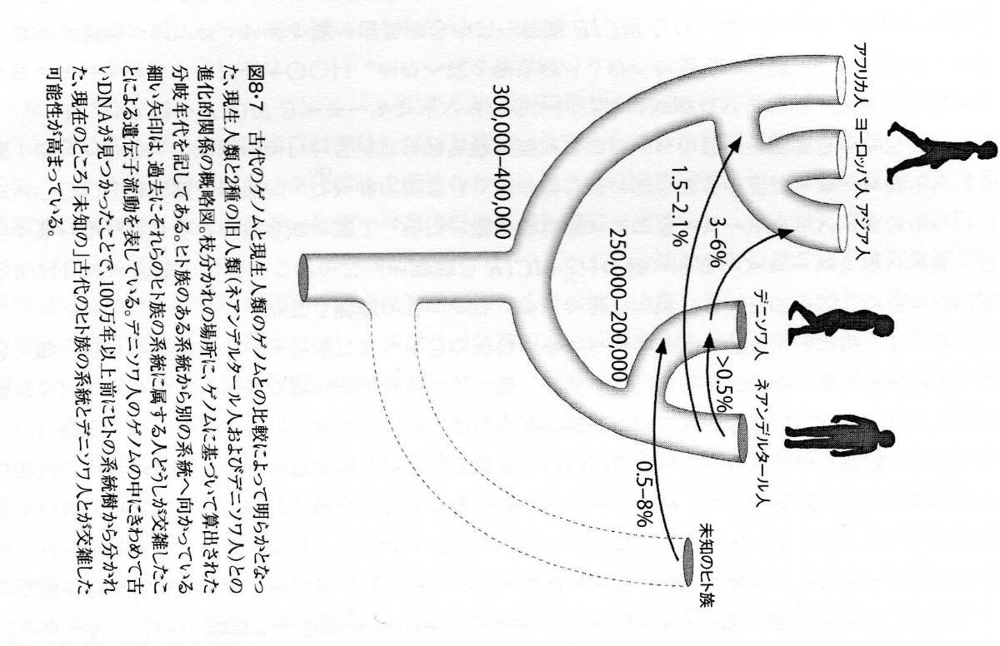 アフリカ人 ヨーロッパ人 アジア人
デニソワ人 ネアンデルタール人
未知のヒト族
1.5–2.1%
3–6%
>0.5%
0.5–8%
250,000–200,000
300,000–400,000
図8・7 古代のゲノムと現生人類のゲノムとの比較によって明らかとなっ
た、現生人類と2種の旧人類(ネアンデルタール人およびデニソワ人)との
進化的関係の概略図。枝分かれの場所に、ゲノムに基づいて算出された
分岐年代を記してある。ヒト族のある系統から別の系統へ向かっている
細い矢印は、過去にそれらのヒト族の系統に属する人どうしが交雑したこ
とによる遺伝子流動を表している。デニソワ人のゲノムの中にきわめて古
いDNAが見つかったことで、100万年以上前にヒトの系統樹から分かれ
た、現在のところ「未知の」古代のヒト族の系統とデニソワ人とが交雑した
可能性が高まっている。